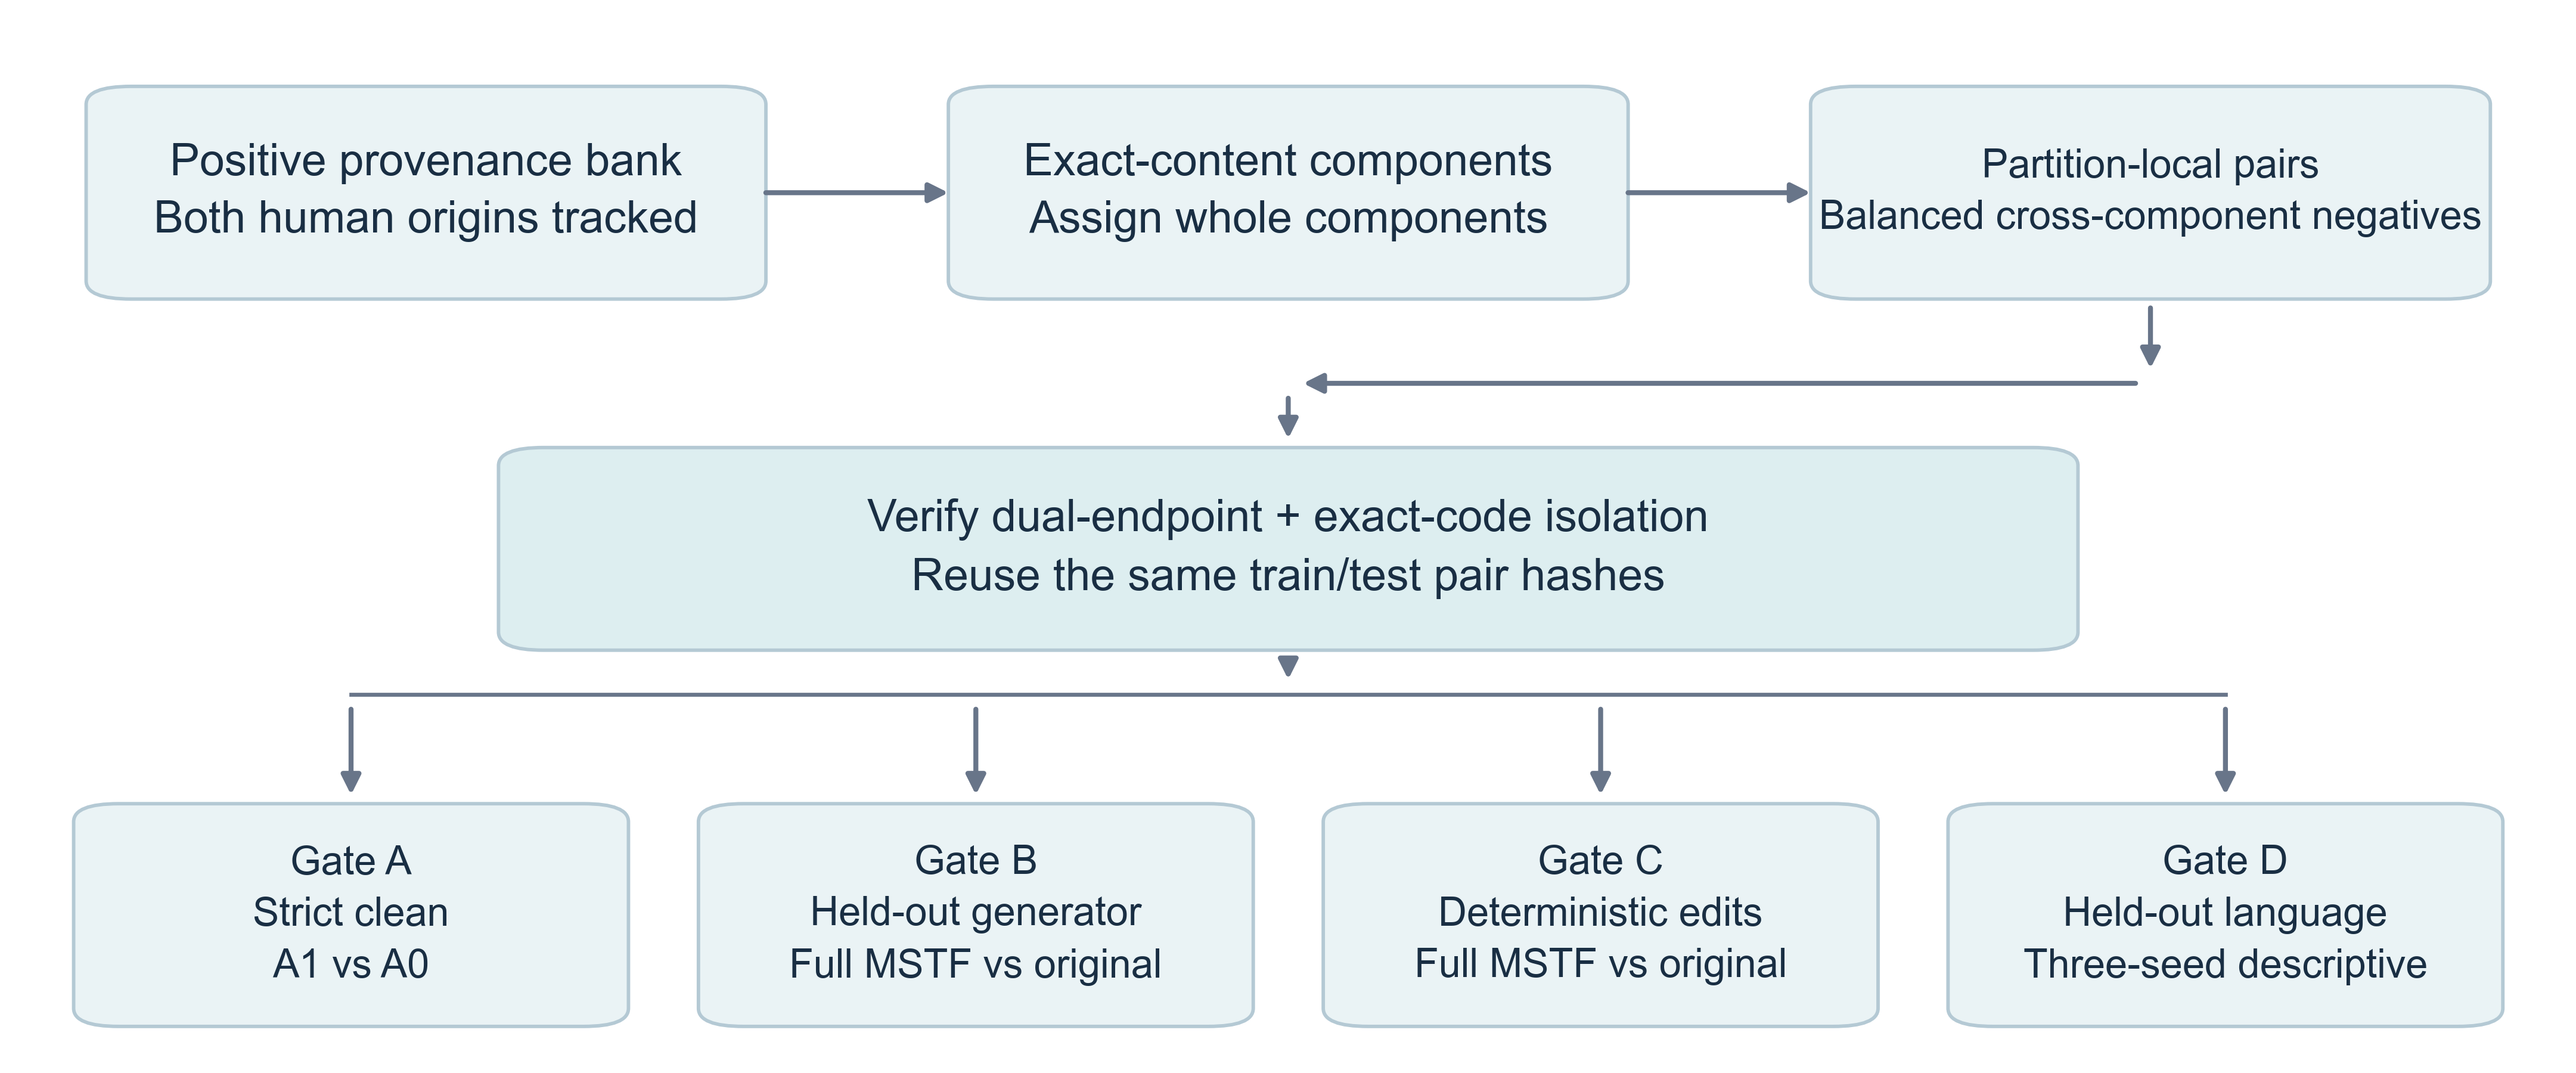 Positive provenance bank
Both human origins tracked
Exact-content components
Assign whole components
Partition-local pairs
Balanced cross-component negatives
Verify dual-endpoint + exact-code isolation
Reuse the same train/test pair hashes
Gate A
Strict clean
A1 vs A0
Gate B
Held-out generator
Full MSTF vs original
Gate C
Deterministic edits
Full MSTF vs original
Gate D
Held-out language
Three-seed descriptive